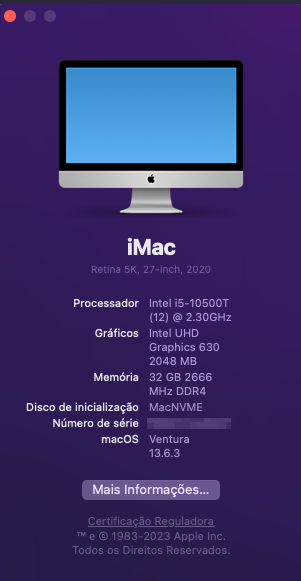 iMac
Retina 5K, 27-inch, 2020
Processador Intel i5-10500T
(12) @ 2.30GHz
Gráficos Intel UHD
Graphics 630
2048 MB
Memória 32 GB 2666
MHz DDR4
Disco de inicialização MacNVME
Número de série
macOS Ventura
13.6.3
Mais Informações...
Certificação Reguladora
™ e © 1983-2023 Apple Inc.
Todos os Direitos Reservados.